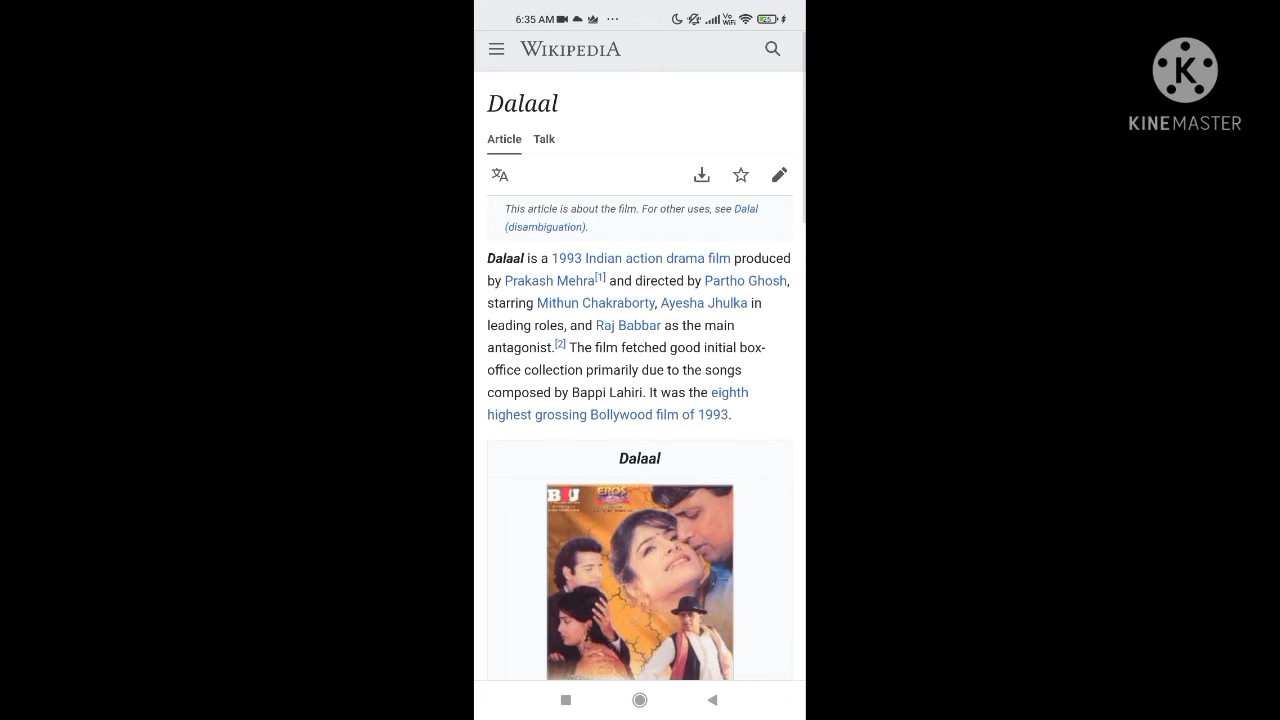 6:35 AM ...
Vo
WiFi
25
WIKIPEDIA
KINEMASTER
Dalaal
Article Talk
This article is about the film. For other uses, see Dalal
(disambiguation).
Dalaal is a 1993 Indian action drama film produced
by Prakash Mehra[1] and directed by Partho Ghosh,
starring Mithun Chakraborty, Ayesha Jhulka in
leading roles, and Raj Babbar as the main
antagonist.[2] The film fetched good initial box-
office collection primarily due to the songs
composed by Bappi Lahiri. It was the eighth
highest grossing Bollywood film of 1993.
Dalaal
EROS